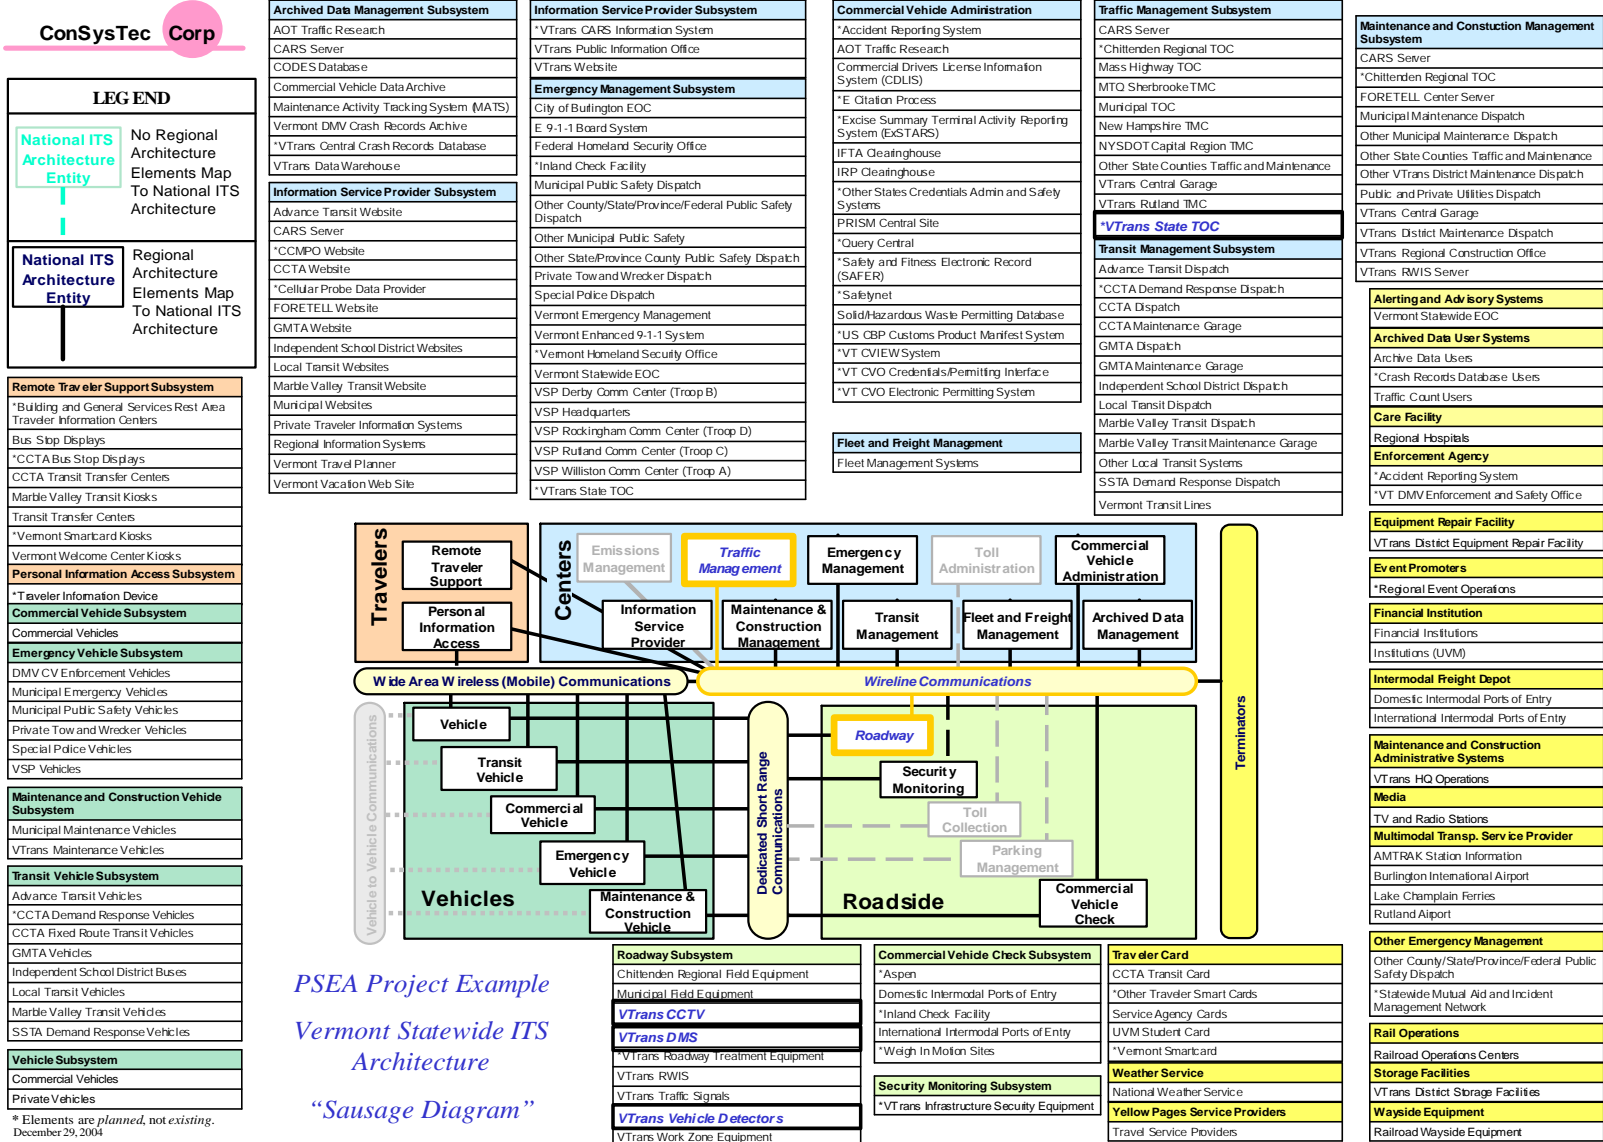 ConSysTec Corp
LEGEND
National ITS
Architecture
Entity
No Regional
Architecture
Elements Map
To National ITS
Architecture
National ITS
Architecture
Entity
Regional
Architecture
Elements Map
To National ITS
Architecture
Remote Traveler Support Subsystem
*Building and General Services Rest Area
Traveler Information Centers
Bus Stop Displays
*CCTA Bus Stop Displays
CCTA Transit Transfer Centers
Marble Valley Transit Kiosks
Transit Transfer Centers
*Vermont Smartcard Kiosks
Vermont Welcome Center Kiosks
Personal Information Access Subsystem
*Traveler Information Device
Commercial Vehicle Subsystem
Commercial Vehicles
Emergency Vehicle Subsystem
DMV CV Enforcement Vehicles
Municipal Emergency Vehicles
Municipal Public Safety Vehicles
Private Tow and Wrecker Vehicles
Special Police Vehicles
VSP Vehicles
Maintenance and Construction Vehicle
Subsystem
Municipal Maintenance Vehicles
VTrans Maintenance Vehicles
Transit Vehicle Subsystem
Advance Transit Vehicles
*CCTA Demand Response Vehicles
CCTA Fixed Route Transit Vehicles
GMTA Vehicles
Independent School District Buses
Local Transit Vehicles
Marble Valley Transit Vehicles
SSTA Demand Response Vehicles
Vehicle Subsystem
Commercial Vehicles
Private Vehicles
* Elements are planned, not existing.
December 29, 2004
Archived Data Management Subsystem
AOT Traffic Research
CARS Server
CODES Database
Commercial Vehicle Data Archive
Maintenance Activity Tracking System (MATS)
Vermont DMV Crash Records Archive
*VTrans Central Crash Records Database
VTrans Data Warehouse
Information Service Provider Subsystem
Advance Transit Website
CARS Server
*CCMPO Website
CCTA Website
*Cellular Probe Data Provider
FORETELL Website
GMTA Website
Independent School District Websites
Local Transit Websites
Marble Valley Transit Website
Municipal Websites
Private Traveler Information Systems
Regional Information Systems
Vermont Travel Planner
Vermont Vacation Web Site
Information Service Provider Subsystem
*VTrans CARS Information System
VTrans Public Information Office
VTrans Website
Emergency Management Subsystem
City of Burlington EOC
E 9-1-1 Board System
Federal Homeland Security Office
*Inland Check Facility
Municipal Public Safety Dispatch
Other County/State/Province/Federal Public Safety
Dispatch
Other Municipal Public Safety
Other State/Province County Public Safety Dispatch
Private Tow and Wrecker Dispatch
Special Police Dispatch
Vermont Emergency Management
Vermont Enhanced 9-1-1 System
*Vermont Homeland Security Office
Vermont Statewide EOC
VSP Derby Comm Center (Troop B)
VSP Headquarters
VSP Rockingham Comm Center (Troop D)
VSP Rutland Comm Center (Troop C)
VSP Williston Comm Center (Troop A)
*VTrans State TOC
Commercial Vehicle Administration
*Accident Reporting System
AOT Traffic Research
Commercial Drivers License Information
System (CDLIS)
*E Citation Process
*Excise Summary Terminal Activity Reporting
System (ExSTARS)
IFTA Clearinghouse
IRP Clearinghouse
*Other States Credentials Admin and Safety
Systems
PRISM Central Site
*Query Central
*Safety and Fitness Electronic Record
(SAFER)
*Safetynet
Solid/Hazardous Waste Permitting Database
*US CBP Customs Product Manifest System
*VT CVIEW System
*VT CVO Credentials/Permitting Interface
*VT CVO Electronic Permitting System
Fleet and Freight Management
Fleet Management Systems
Traffic Management Subsystem
CARS Server
*Chittenden Regional TOC
Mass Highway TOC
MTQ Sherbrooke TMC
Municipal TOC
New Hampshire TMC
NYSDOT Capital Region TMC
Other State Counties Traffic and Maintenance
VTrans Central Garage
VTrans Rutland TMC
*VTrans State TOC
Transit Management Subsystem
Advance Transit Dispatch
*CCTA Demand Response Dispatch
CCTA Dispatch
CCTA Maintenance Garage
GMTA Dispatch
GMTA Maintenance Garage
Independent School District Dispatch
Local Transit Dispatch
Marble Valley Transit Dispatch
Marble Valley Transit Maintenance Garage
Other Local Transit Systems
SSTA Demand Response Dispatch
Vermont Transit Lines
Maintenance and Constuction Management
Subsystem
CARS Server
*Chittenden Regional TOC
FORETELL Center Server
Municipal Maintenance Dispatch
Other Municipal Maintenance Dispatch
Other State Counties Traffic and Maintenance
Other VTrans District Maintenance Dispatch
Public and Private Utilities Dispatch
VTrans Central Garage
VTrans District Maintenance Dispatch
VTrans Regional Construction Office
VTrans RWIS Server
Alerting and Advisory Systems
Vermont Statewide EOC
Archived Data User Systems
Archive Data Users
*Crash Records Database Users
Traffic Count Users
Care Facility
Regional Hospitals
Enforcement Agency
*Accident Reporting System
*VT DMV Enforcement and Safety Office
Equipment Repair Facility
VTrans District Equipment Repair Facility
Event Promoters
*Regional Event Operations
Financial Institution
Financial Institutions
Institutions (UVM)
Intermodal Freight Depot
Domestic Intermodal Ports of Entry
International Intermodal Ports of Entry
Maintenance and Construction
Administrative Systems
VTrans HQ Operations
Media
TV and Radio Stations
Multimodal Transp. Service Provider
AMTRAK Station Information
Burlington International Airport
Lake Champlain Ferries
Rutland Airport
Other Emergency Management
Other County/State/Province/Federal Public
Safety Dispatch
*Statewide Mutual Aid and Incident
Management Network
Rail Operations
Railroad Operations Centers
Storage Facilities
VTrans District Storage Facilities
Wayside Equipment
Railroad Wayside Equipment
Travelers
Remote
Traveler
Support
Personal
Information
Access
Centers
Emissions
Management
Traffic
Management
Emergency
Management
Toll
Administration
Commercial
Vehicle
Administration
Information
Service
Provider
Maintenance &
Construction
Management
Transit
Management
Fleet and Freight
Management
Archived Data
Management
Wide Area Wireless (Mobile) Communications
Wireline Communications
Vehicle to Vehicle Communications
Vehicle
Transit
Vehicle
Commercial
Vehicle
Emergency
Vehicle
Maintenance &
Construction
Vehicle
Vehicles
Dedicated Short Range
Communications
Roadway
Security
Monitoring
Toll
Collection
Parking
Management
Commercial
Vehicle
Check
Roadside
Terminators
PSEA Project Example
Vermont Statewide ITS
Architecture
“Sausage Diagram”
Roadway Subsystem
Chittenden Regional Field Equipment
Municipal Field Equipment
VTrans CCTV
VTrans DMS
*VTrans Roadway Treatment Equipment
VTrans RWIS
VTrans Traffic Signals
VTrans Vehicle Detectors
VTrans Work Zone Equipment
Commercial Vehicle Check Subsystem
*Aspen
Domestic Intermodal Ports of Entry
*Inland Check Facility
International Intermodal Ports of Entry
*Weigh In Motion Sites
Security Monitoring Subsystem
*VTrans Infrastructure Security Equipment
Traveler Card
CCTA Transit Card
*Other Traveler Smart Cards
Service Agency Cards
UVM Student Card
*Vermont Smartcard
Weather Service
National Weather Service
Yellow Pages Service Providers
Travel Service Providers